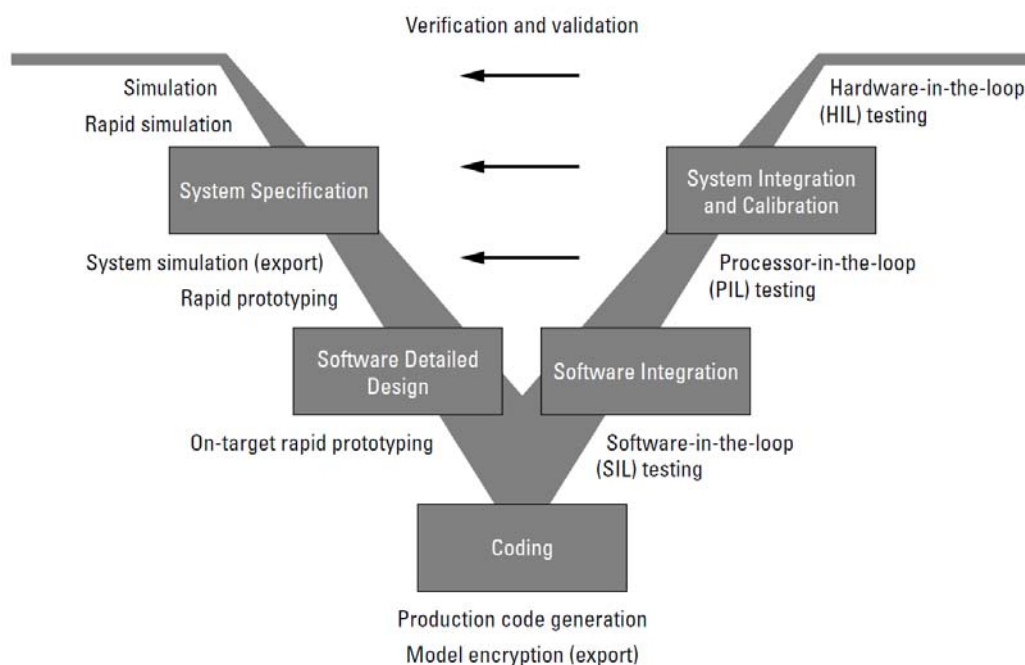 Verification and validation
Simulation
Rapid simulation
Hardware-in-the-loop
(HIL) testing
System Specification
System Integration
and Calibration
System simulation (export)
Rapid prototyping
Processor-in-the-loop
(PIL) testing
Software Detailed
Design
Software Integration
On-target rapid prototyping
Software-in-the-loop
(SIL) testing
Coding
Production code generation
Model encryption (export)